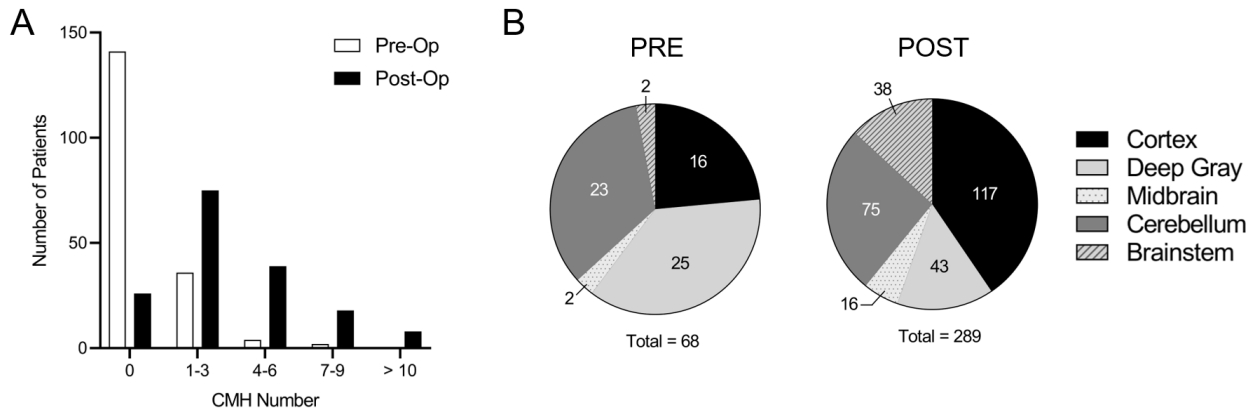 A
150
100
50
0
Number of Patients
Pre-Op
Post-Op
0 1-3 4-6 7-9 > 10
CMH Number
B
PRE
2
16
23
25
2
Total = 68
POST
38
117
75
43
16
Total = 289
Cortex
Deep Gray
Midbrain
Cerebellum
Brainstem